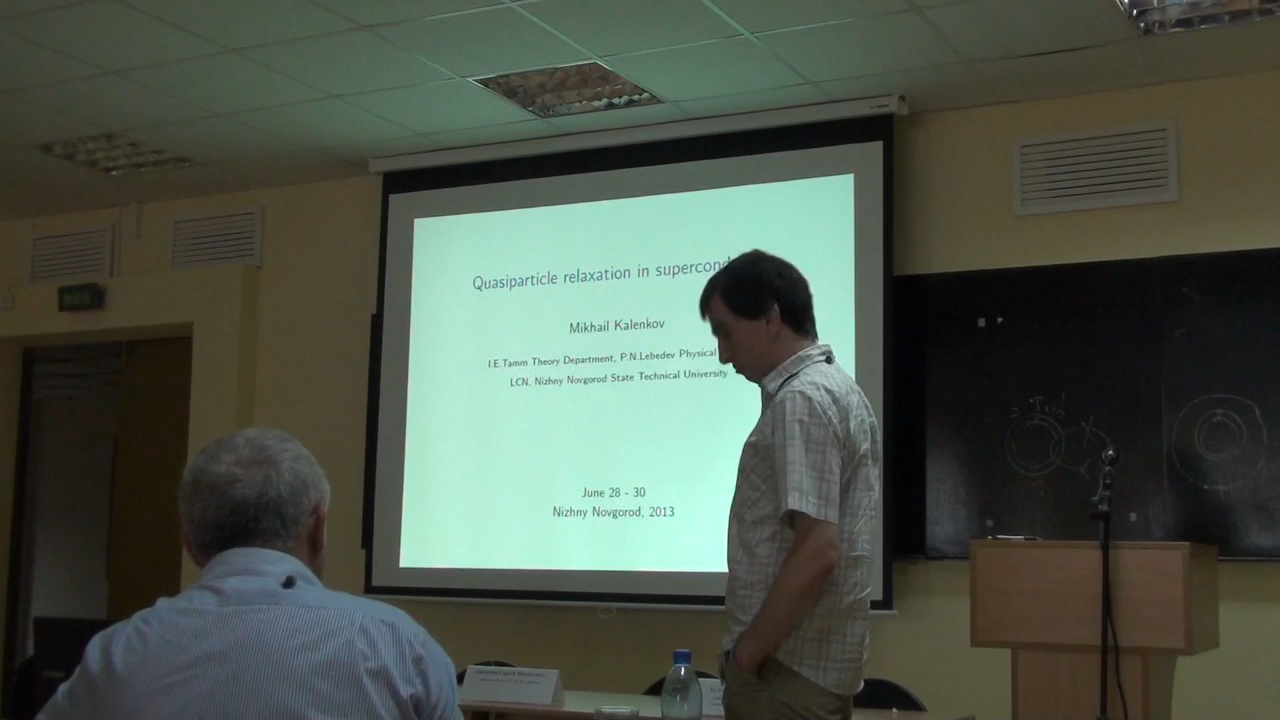 Quasiparticle relaxation in supercond
Mikhail Kalenkov
I.E.Tamm Theory Department, P.N.Lebedev Physical
LCN, Nizhny Novgorod State Technical University
June 28 - 30
Nizhny Novgorod, 2013